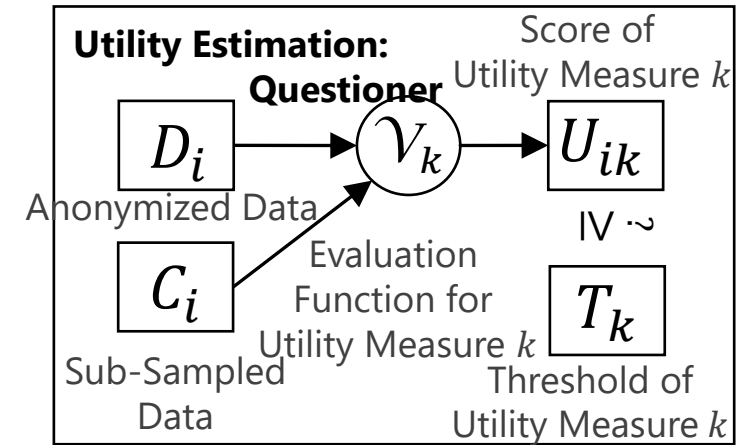 Utility Estimation:
Questioner
Score of
Utility Measure k
D_i
𝒱_k
U_ik
Anonymized Data
≥ ?
C_i
Evaluation
Function for
Utility Measure k
T_k
Sub-Sampled
Data
Threshold of
Utility Measure k